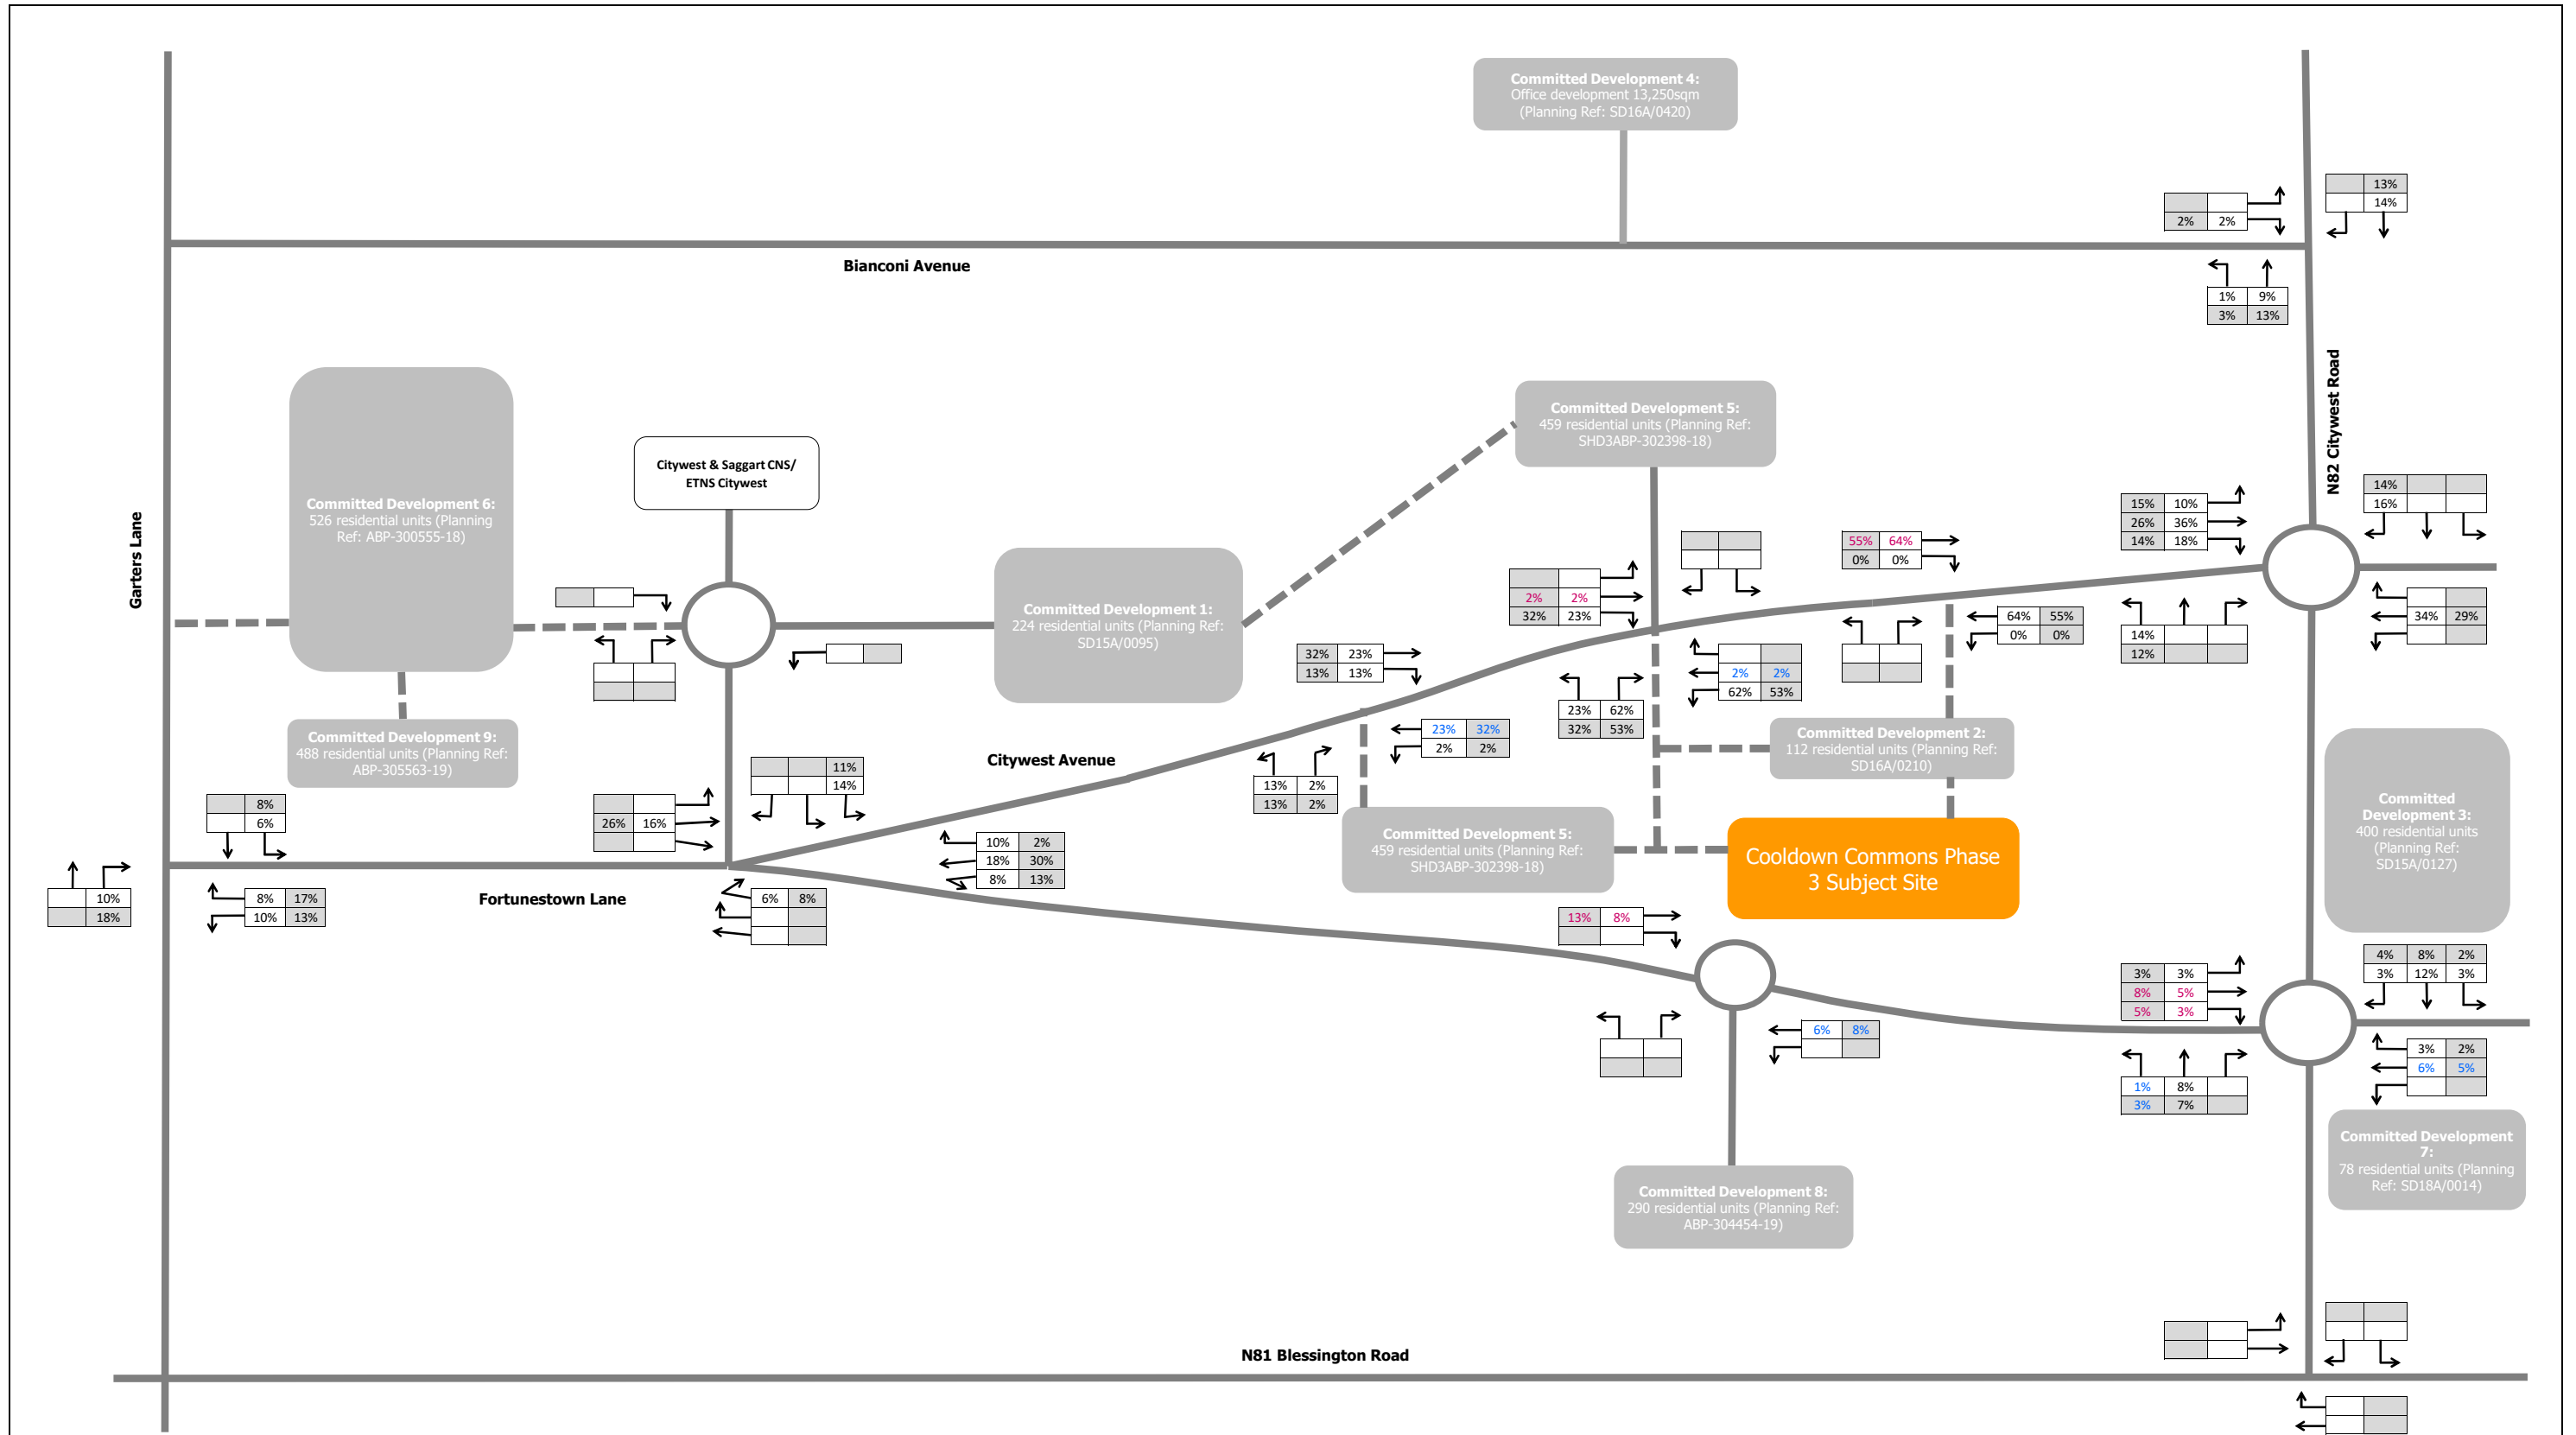 Committed Development 4:
Office development 13,250sqm
(Planning Ref: SD16A/0420)
13%
14%
2% 2%
Bianconi Avenue
1% 9%
3% 13%
N82 Citywest Road
Committed Development 5:
459 residential units (Planning Ref:
SHD3ABP-302398-18)
Citywest & Saggart CNS/
ETNS Citywest
Committed Development 6:
526 residential units (Planning
Ref: ABP-300555-18)
Garters Lane
14%
16%
15% 10%
26% 36%
14% 18%
55% 64%
0% 0%
2% 2%
32% 23%
Committed Development 1:
224 residential units (Planning Ref:
SD15A/0095)
64% 55%
0% 0%
14%
12%
34% 29%
32% 23%
13% 13%
2% 2%
62% 53%
23% 62%
32% 53%
23% 32%
2% 2%
Committed Development 9:
488 residential units (Planning Ref:
ABP-305563-19)
Committed Development 2:
112 residential units (Planning Ref:
SD16A/0210)
Citywest Avenue
11%
14%
13% 2%
13% 2%
8%
6%
26% 16%
Committed
Development 3:
400 residential units
(Planning Ref:
SD15A/0127)
Committed Development 5:
459 residential units (Planning Ref:
SHD3ABP-302398-18)
Cooldown Commons Phase
3 Subject Site
10% 2%
18% 30%
8% 13%
10%
18%
8% 17%
10% 13%
Fortunestown Lane
6% 8%
13% 8%
4% 8% 2%
3% 12% 3%
3% 3%
8% 5%
5% 3%
6% 8%
3% 2%
6% 5%
1% 8%
3% 7%
Committed Development
7:
78 residential units (Planning
Ref: SD18A/0014)
Committed Development 8:
290 residential units (Planning Ref:
ABP-304454-19)
N81 Blessington Road